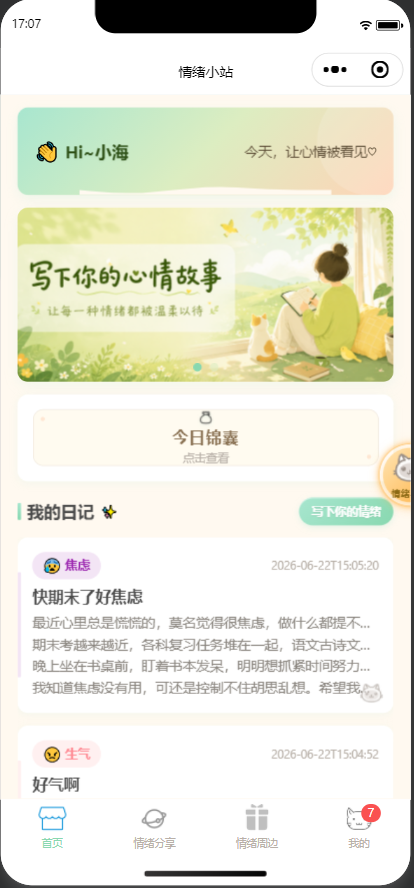 17:07
情绪小站
Hi~小海
今天，让心情被看见♡
写下你的心情故事
让每一种情绪都被温柔以待
今日锦囊
点击查看
情绪
我的日记
写下你的情绪
焦虑
2026-06-22T15:05:20
快期末了好焦虑
最近心里总是慌慌的，莫名觉得很焦虑，做什么都提不...
期末考越来越近，各科复习任务堆在一起，语文古诗文...
晚上坐在书桌前，盯着书本发呆，明明想抓紧时间努力...
我知道焦虑没有用，可还是控制不住胡思乱想。希望我...
生气
2026-06-22T15:04:52
好气啊
7
首页
情绪分享
情绪周边
我的